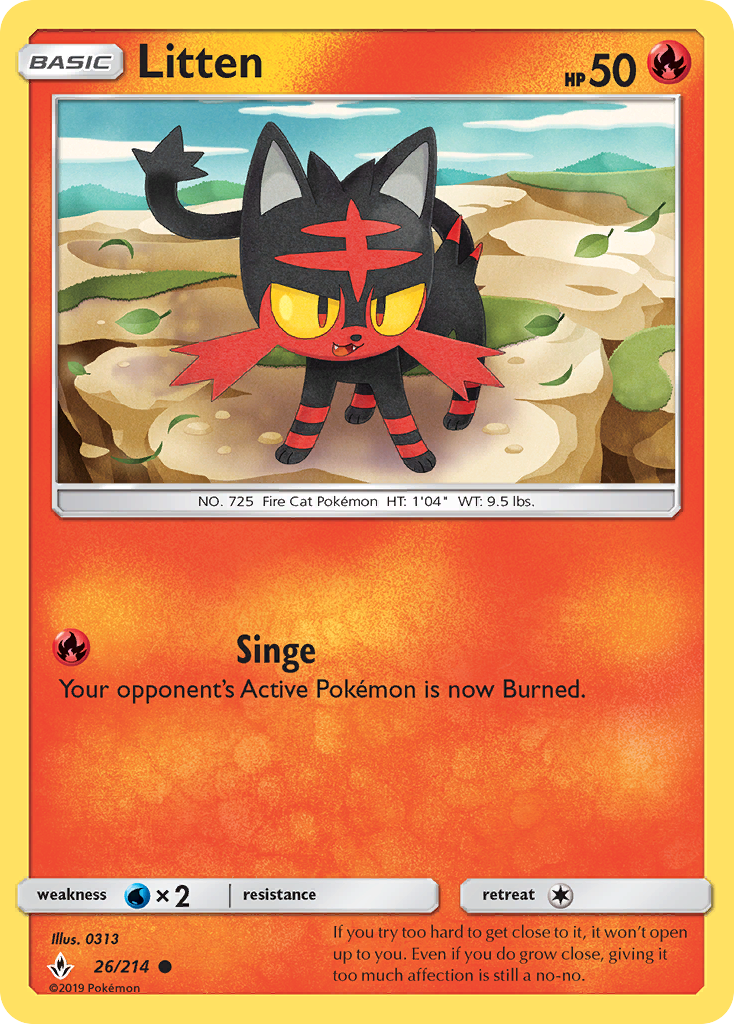 BASIC Litten HP 50
NO. 725 Fire Cat Pokémon HT: 1'04" WT: 9.5 lbs.
Singe
Your opponent's Active Pokémon is now Burned.
weakness ×2 resistance retreat
Illus. 0313
26/214
©2019 Pokémon
If you try too hard to get close to it, it won't open
up to you. Even if you do grow close, giving it
too much affection is still a no-no.